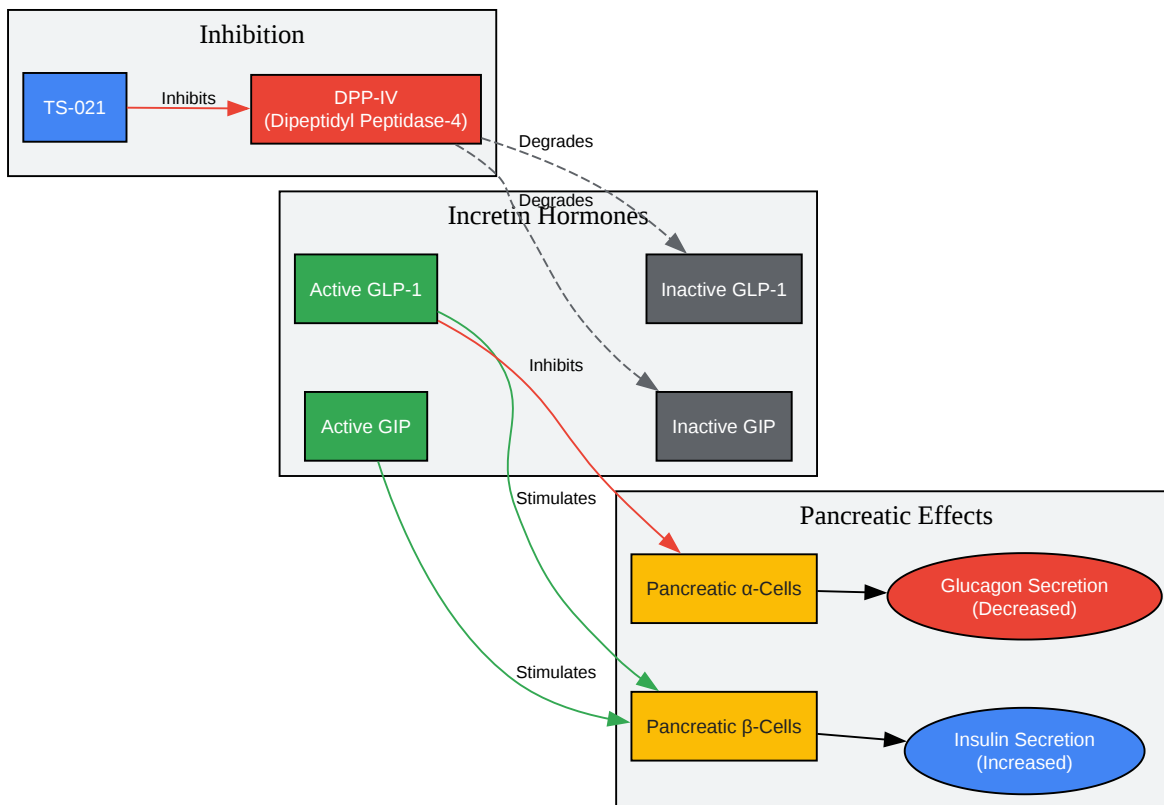 Inhibition
TS-021
Inhibits
DPP-IV
(Dipeptidyl Peptidase-4)
Degrades
Degrades
Incretin Hormones
Active GLP-1
Inactive GLP-1
Inhibits
Active GIP
Inactive GIP
Stimulates
Pancreatic Effects
Pancreatic α-Cells
Glucagon Secretion
(Decreased)
Stimulates
Pancreatic β-Cells
Insulin Secretion
(Increased)